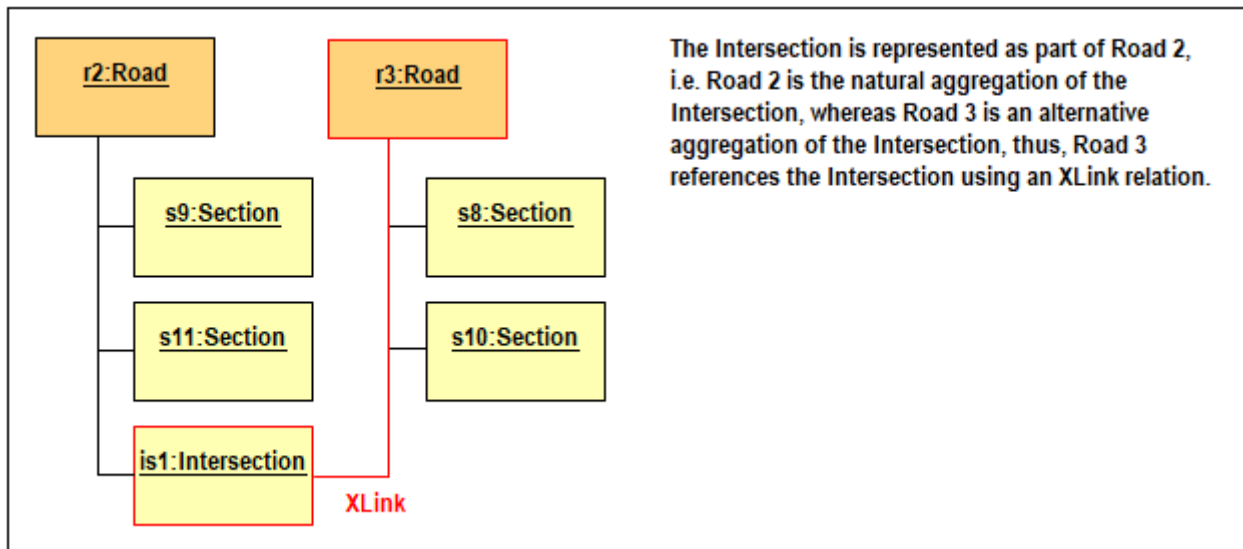 r2:Road
r3:Road
The Intersection is represented as part of Road 2,
i.e. Road 2 is the natural aggregation of the
Intersection, whereas Road 3 is an alternative
aggregation of the Intersection, thus, Road 3
references the Intersection using an XLink relation.
s9:Section
s8:Section
s11:Section
s10:Section
is1:Intersection
XLink